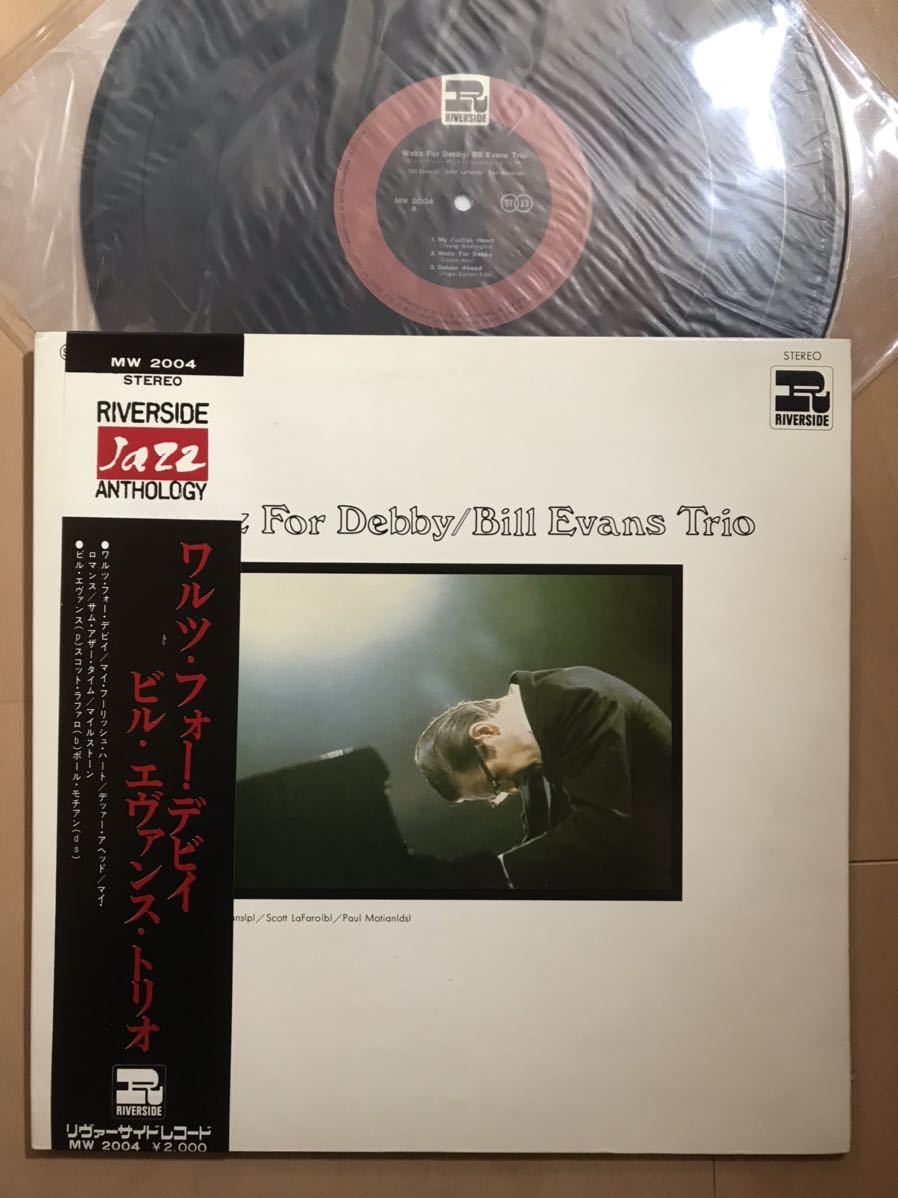 R
RIVERSIDE
Waltz For Debby/Bill Evans Trio
MW 2004
A
ST 33
1. My Foolish Heart
(Young-Washington)
2. Waltz For Debby
3. Detour Ahead
STEREO
R
RIVERSIDE
For Debby/Bill Evans Trio
Scott LaFaro(b)/Paul Motian(ds)
MW 2004
STEREO
RIVERSIDE
Jazz
ANTHOLOGY
ワルツ・フォー・デビイ
ビル・エヴァンス・トリオ
●ワルツ・フォー・デビイ/マイ・フーリッシュ・ハート/デッァー・アヘッド/マイ・
ロマンス/サム・アザー・タイム/マイルストーン
●ビル・エヴァンス(p)スコット・ラファロ(b)ポール・モチアン(ds)
R
RIVERSIDE
リヴァーサイドレコード
MW 2004 ¥2,000